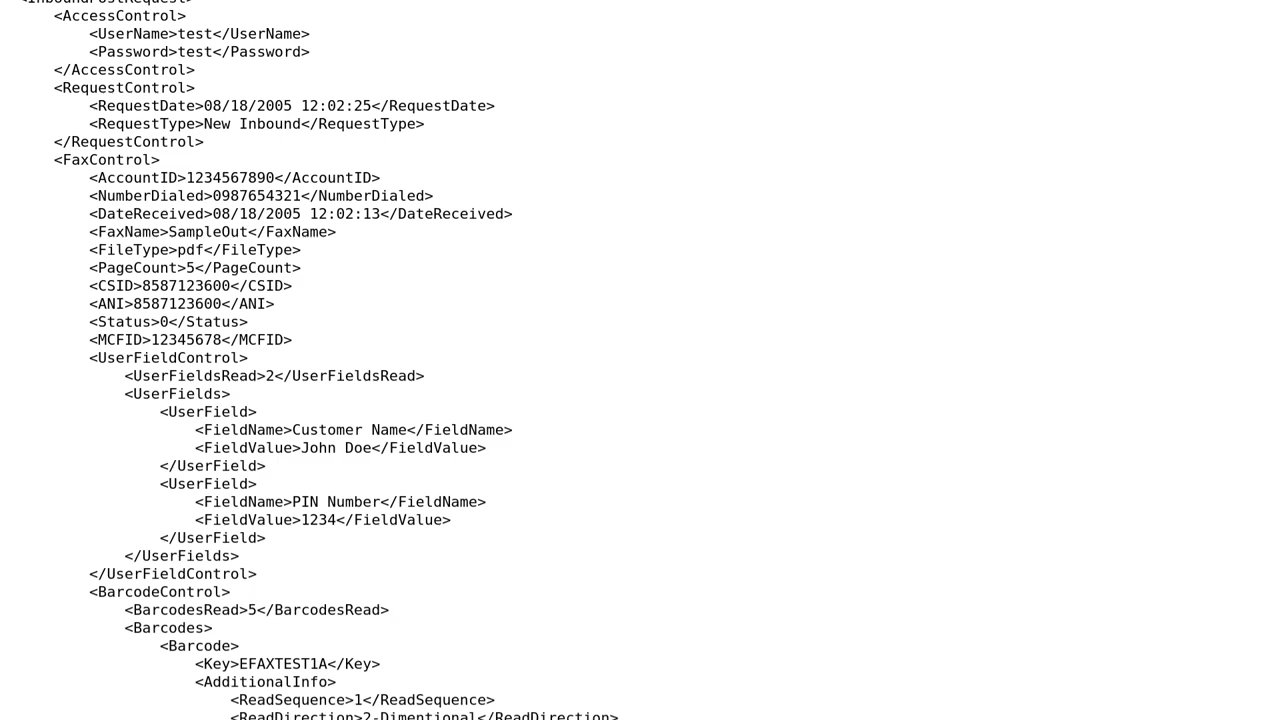 <InboundPostRequest>
<AccessControl>
<UserName>test</UserName>
<Password>test</Password>
</AccessControl>
<RequestControl>
<RequestDate>08/18/2005 12:02:25</RequestDate>
<RequestType>New Inbound</RequestType>
</RequestControl>
<FaxControl>
<AccountID>1234567890</AccountID>
<NumberDialed>0987654321</NumberDialed>
<DateReceived>08/18/2005 12:02:13</DateReceived>
<FaxName>SampleOut</FaxName>
<FileType>pdf</FileType>
<PageCount>5</PageCount>
<CSID>8587123600</CSID>
<ANI>8587123600</ANI>
<Status>0</Status>
<MCFID>12345678</MCFID>
<UserFieldControl>
<UserFieldsRead>2</UserFieldsRead>
<UserFields>
<UserField>
<FieldName>Customer Name</FieldName>
<FieldValue>John Doe</FieldValue>
</UserField>
<UserField>
<FieldName>PIN Number</FieldName>
<FieldValue>1234</FieldValue>
</UserField>
</UserFields>
</UserFieldControl>
<BarcodeControl>
<BarcodesRead>5</BarcodesRead>
<Barcodes>
<Barcode>
<Key>EFAXTEST1A</Key>
<AdditionalInfo>
<ReadSequence>1</ReadSequence>
<ReadDirection>2-Dimentional</ReadDirection>